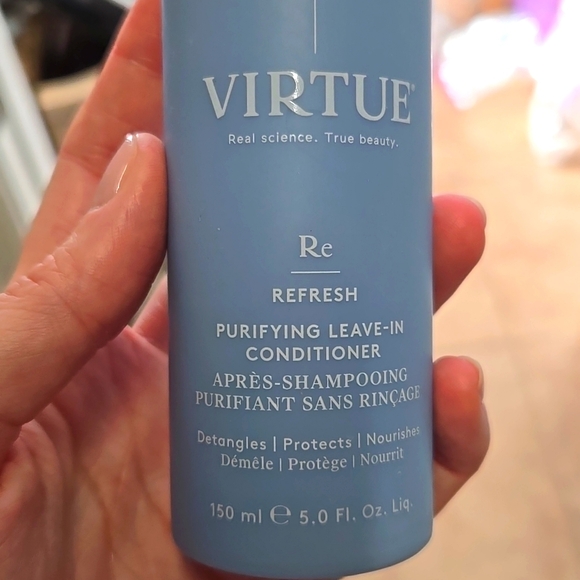 VIRTUE®
Real science. True beauty.
Re
REFRESH
PURIFYING LEAVE-IN
CONDITIONER
APRÈS-SHAMPOOING
PURIFIANT SANS RINÇAGE
Detangles | Protects | Nourishes
Démêle | Protège | Nourrit
150 ml ℮ 5.0 Fl. Oz. Liq.